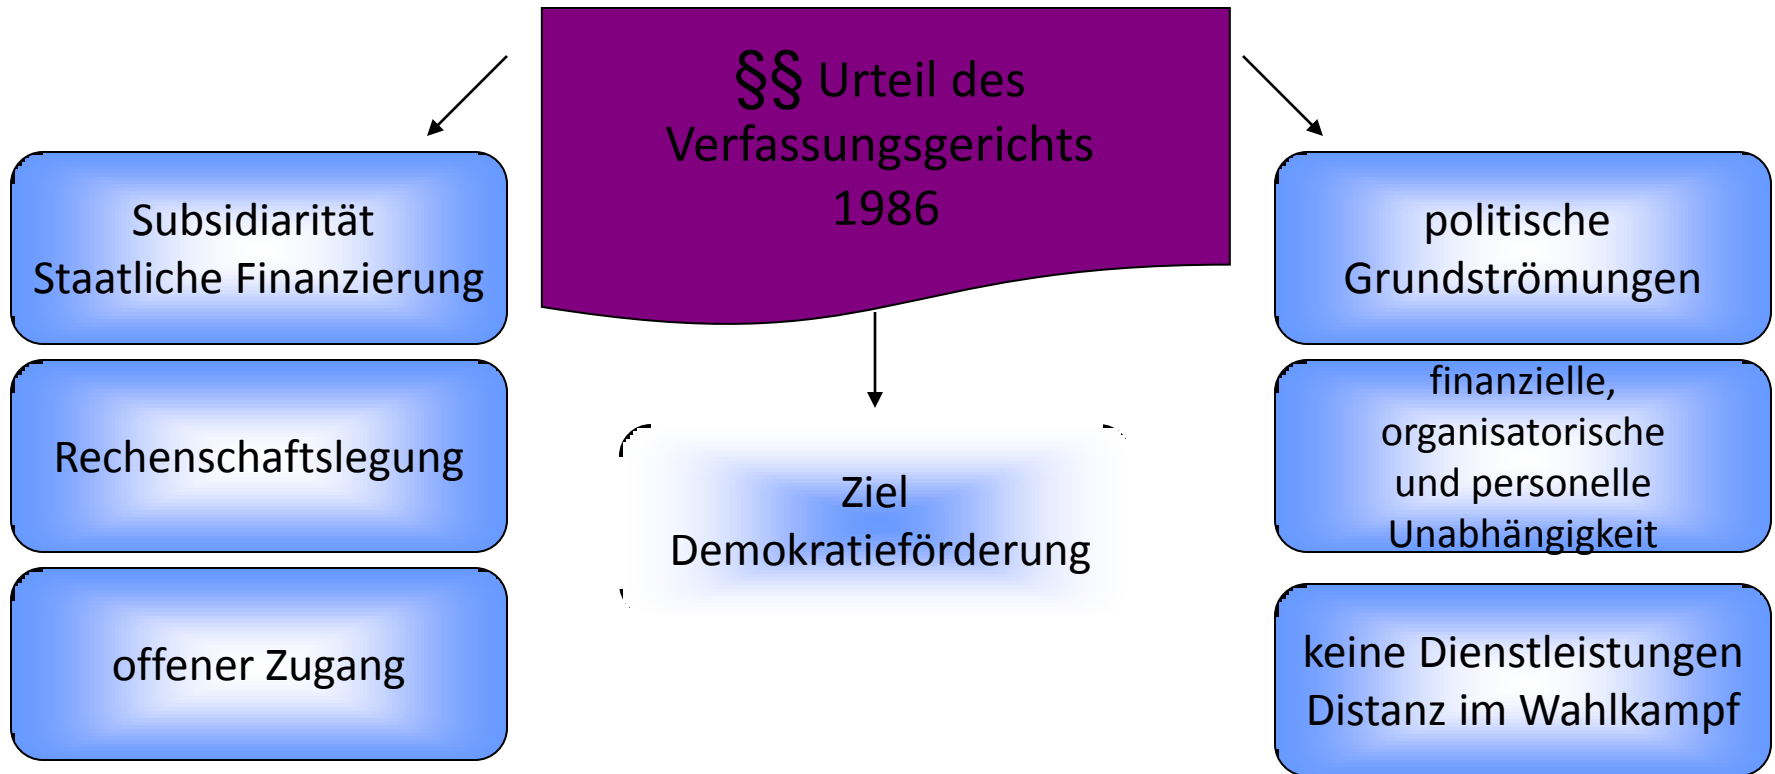 §§ Urteil des
Verfassungsgerichts
1986
Subsidiarität
Staatliche Finanzierung
Rechenschaftslegung
offener Zugang
Ziel
Demokratieförderung
politische
Grundströmungen
finanzielle,
organisatorische
und personelle
Unabhängigkeit
keine Dienstleistungen
Distanz im Wahlkampf